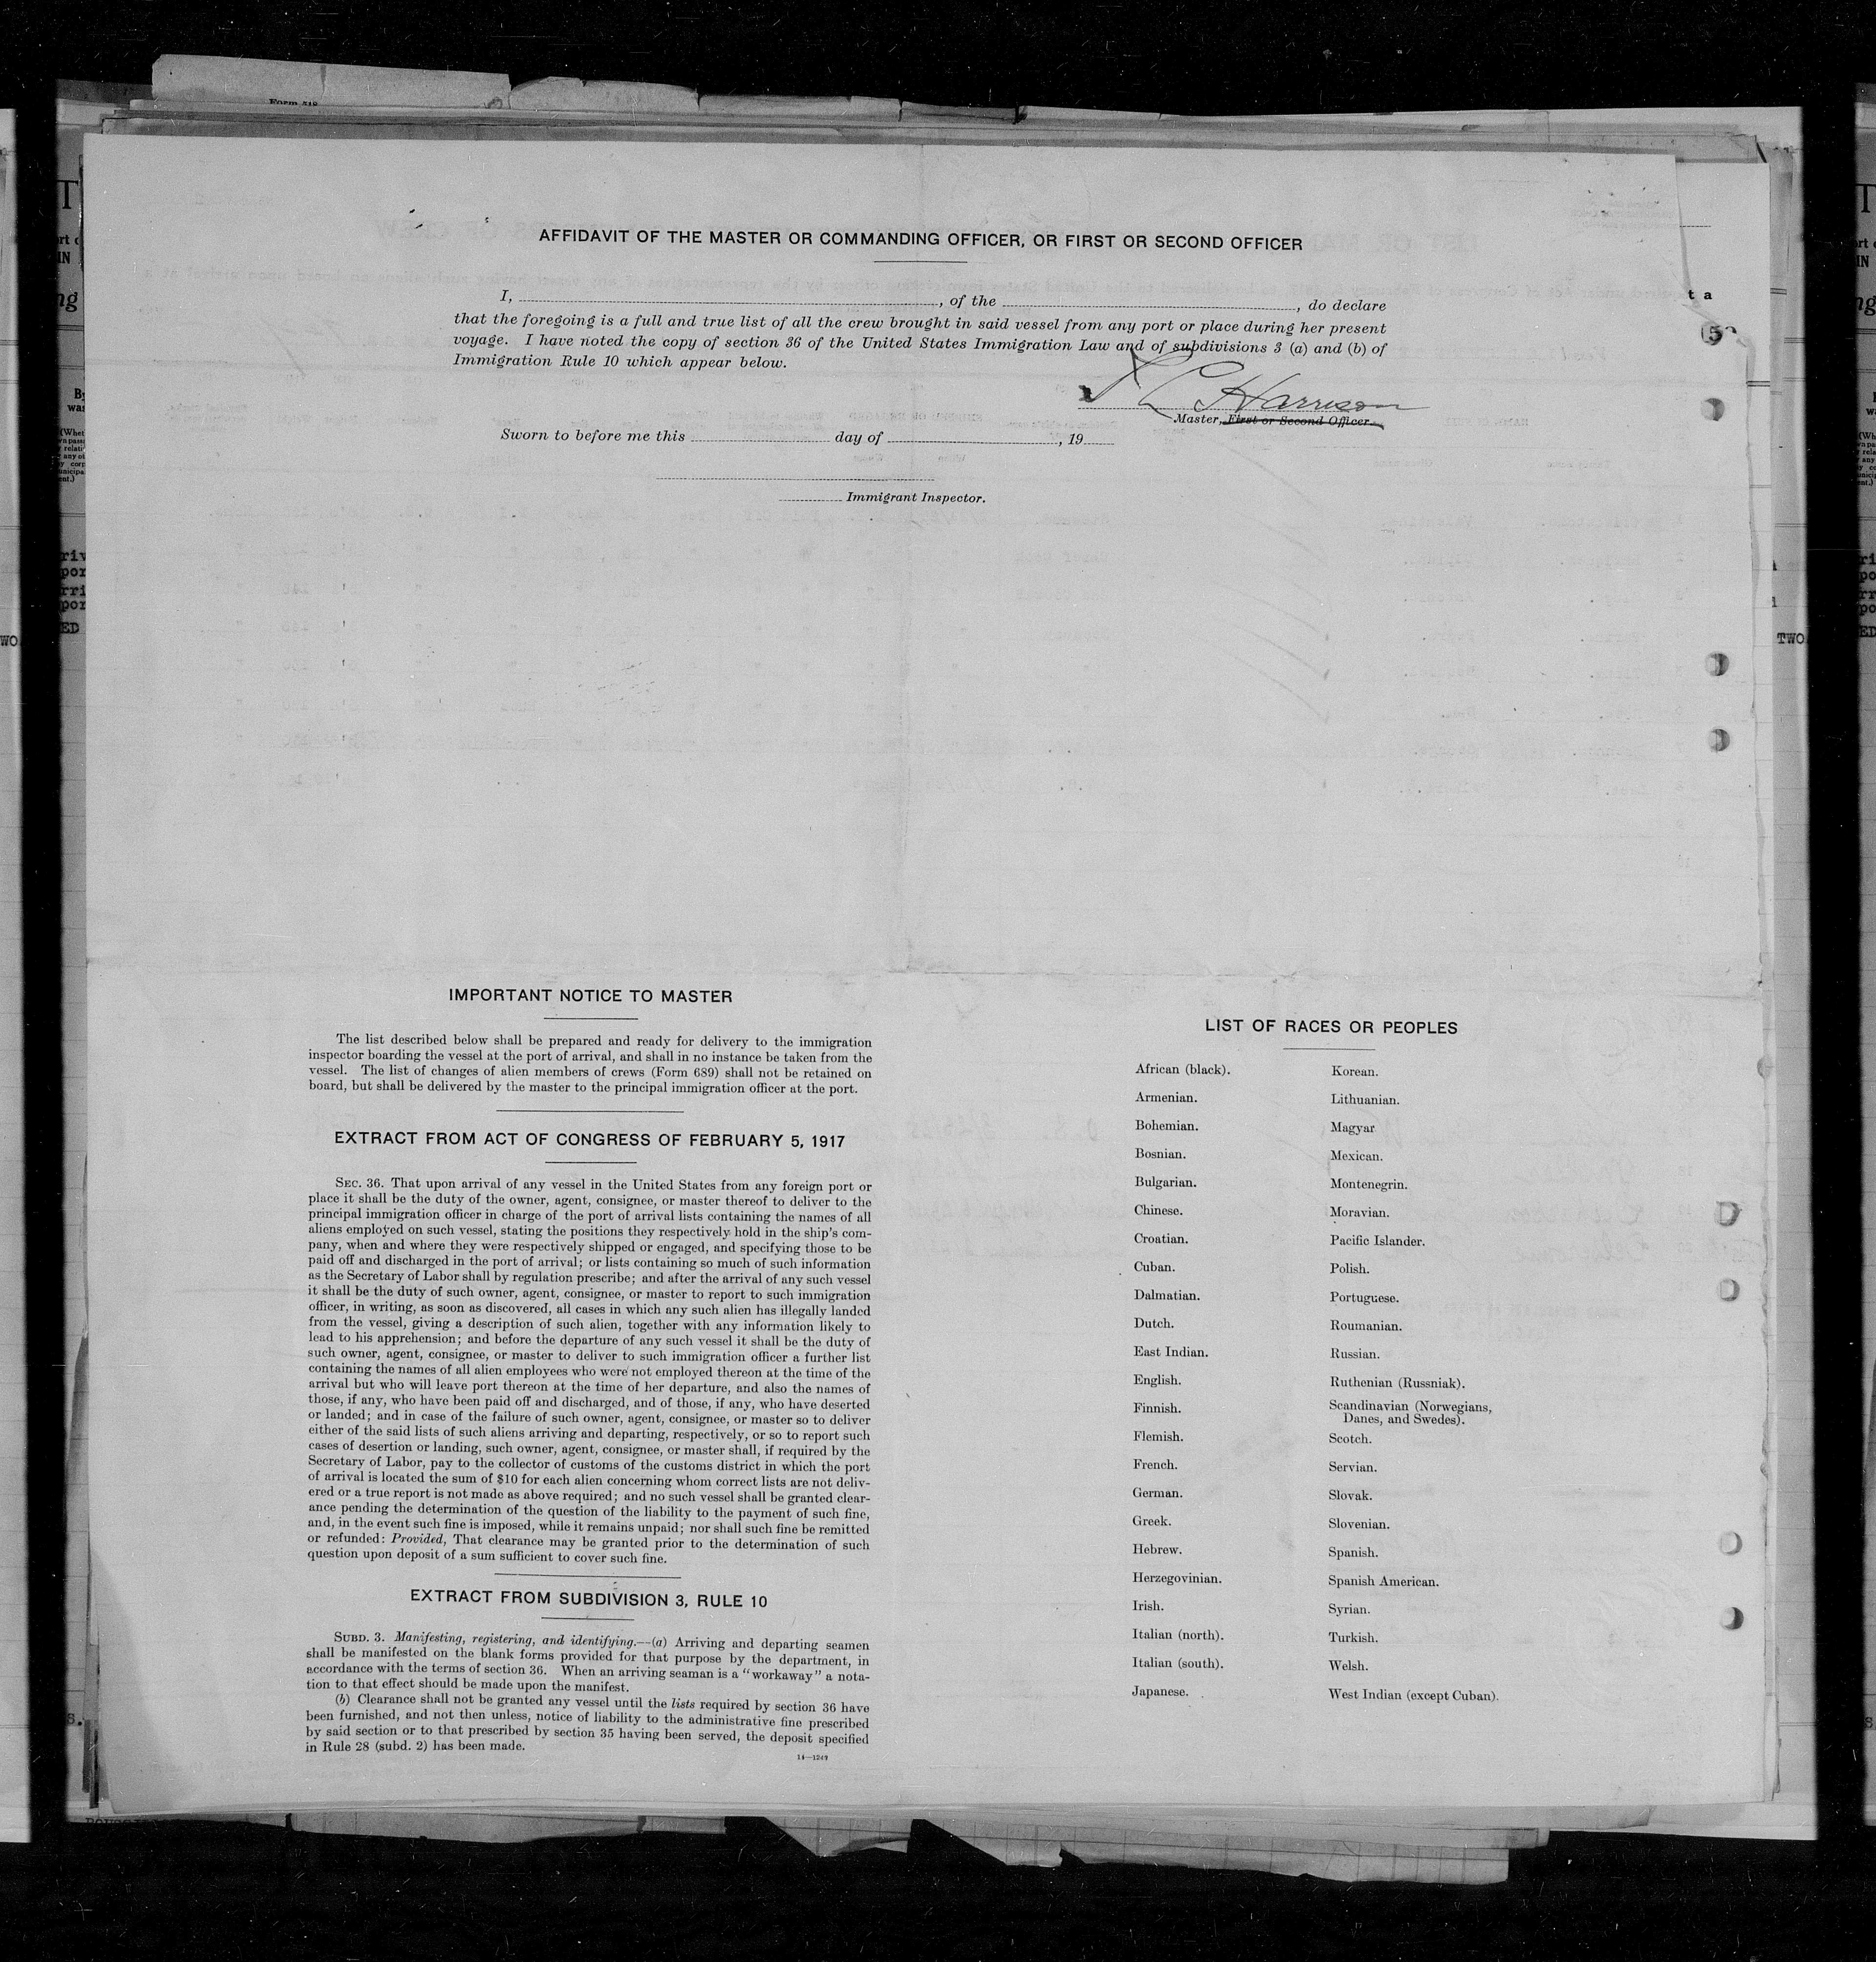 Form 518
AFFIDAVIT OF THE MASTER OR COMMANDING OFFICER, OR FIRST OR SECOND OFFICER
I, , of the , do declare
that the foregoing is a full and true list of all the crew brought in said vessel from any port or place during her present
voyage. I have noted the copy of section 36 of the United States Immigration Law and of subdivisions 3 (a) and (b) of
Immigration Rule 10 which appear below.
Harrison
Master, First or Second Officer.
Sworn to before me this day of , 19
Immigrant Inspector.
IMPORTANT NOTICE TO MASTER
The list described below shall be prepared and ready for delivery to the immigration
inspector boarding the vessel at the port of arrival, and shall in no instance be taken from the
vessel. The list of changes of alien members of crews (Form 689) shall not be retained on
board, but shall be delivered by the master to the principal immigration officer at the port.
EXTRACT FROM ACT OF CONGRESS OF FEBRUARY 5, 1917
SEC. 36. That upon arrival of any vessel in the United States from any foreign port or
place it shall be the duty of the owner, agent, consignee, or master thereof to deliver to the
principal immigration officer in charge of the port of arrival lists containing the names of all
aliens employed on such vessel, stating the positions they respectively hold in the ship's com-
pany, when and where they were respectively shipped or engaged, and specifying those to be
paid off and discharged in the port of arrival; or lists containing so much of such information
as the Secretary of Labor shall by regulation prescribe; and after the arrival of any such vessel
it shall be the duty of such owner, agent, consignee, or master to report to such immigration
officer, in writing, as soon as discovered, all cases in which any such alien has illegally landed
from the vessel, giving a description of such alien, together with any information likely to
lead to his apprehension; and before the departure of any such vessel it shall be the duty of
such owner, agent, consignee, or master to deliver to such immigration officer a further list
containing the names of all alien employees who were not employed thereon at the time of the
arrival but who will leave port thereon at the time of her departure, and also the names of
those, if any, who have been paid off and discharged, and of those, if any, who have deserted
or landed; and in case of the failure of such owner, agent, consignee, or master so to deliver
either of the said lists of such aliens arriving and departing, respectively, or so to report such
cases of desertion or landing, such owner, agent, consignee, or master shall, if required by the
Secretary of Labor, pay to the collector of customs of the customs district in which the port
of arrival is located the sum of $10 for each alien concerning whom correct lists are not deliv-
ered or a true report is not made as above required; and no such vessel shall be granted clear-
ance pending the determination of the question of the liability to the payment of such fine,
and, in the event such fine is imposed, while it remains unpaid; nor shall such fine be remitted
or refunded: Provided, That clearance may be granted prior to the determination of such
question upon deposit of a sum sufficient to cover such fine.
EXTRACT FROM SUBDIVISION 3, RULE 10
SUBD. 3. Manifesting, registering, and identifying.—(a) Arriving and departing seamen
shall be manifested on the blank forms provided for that purpose by the department, in
accordance with the terms of section 36. When an arriving seaman is a "workaway" a nota-
tion to that effect should be made upon the manifest.
(b) Clearance shall not be granted any vessel until the lists required by section 36 have
been furnished, and not then unless, notice of liability to the administrative fine prescribed
by said section or to that prescribed by section 35 having been served, the deposit specified
in Rule 28 (subd. 2) has been made.
14—1249
LIST OF RACES OR PEOPLES
African (black).
Armenian.
Bohemian.
Bosnian.
Bulgarian.
Chinese.
Croatian.
Cuban.
Dalmatian.
Dutch.
East Indian.
English.
Finnish.
Flemish.
French.
German.
Greek.
Hebrew.
Herzegovinian.
Irish.
Italian (north).
Italian (south).
Japanese.
Korean.
Lithuanian.
Magyar
Mexican.
Montenegrin.
Moravian.
Pacific Islander.
Polish.
Portuguese.
Roumanian.
Russian.
Ruthenian (Russniak).
Scandinavian (Norwegians,
Danes, and Swedes).
Scotch.
Servian.
Slovak.
Slovenian.
Spanish.
Spanish American.
Syrian.
Turkish.
Welsh.
West Indian (except Cuban).
TWO